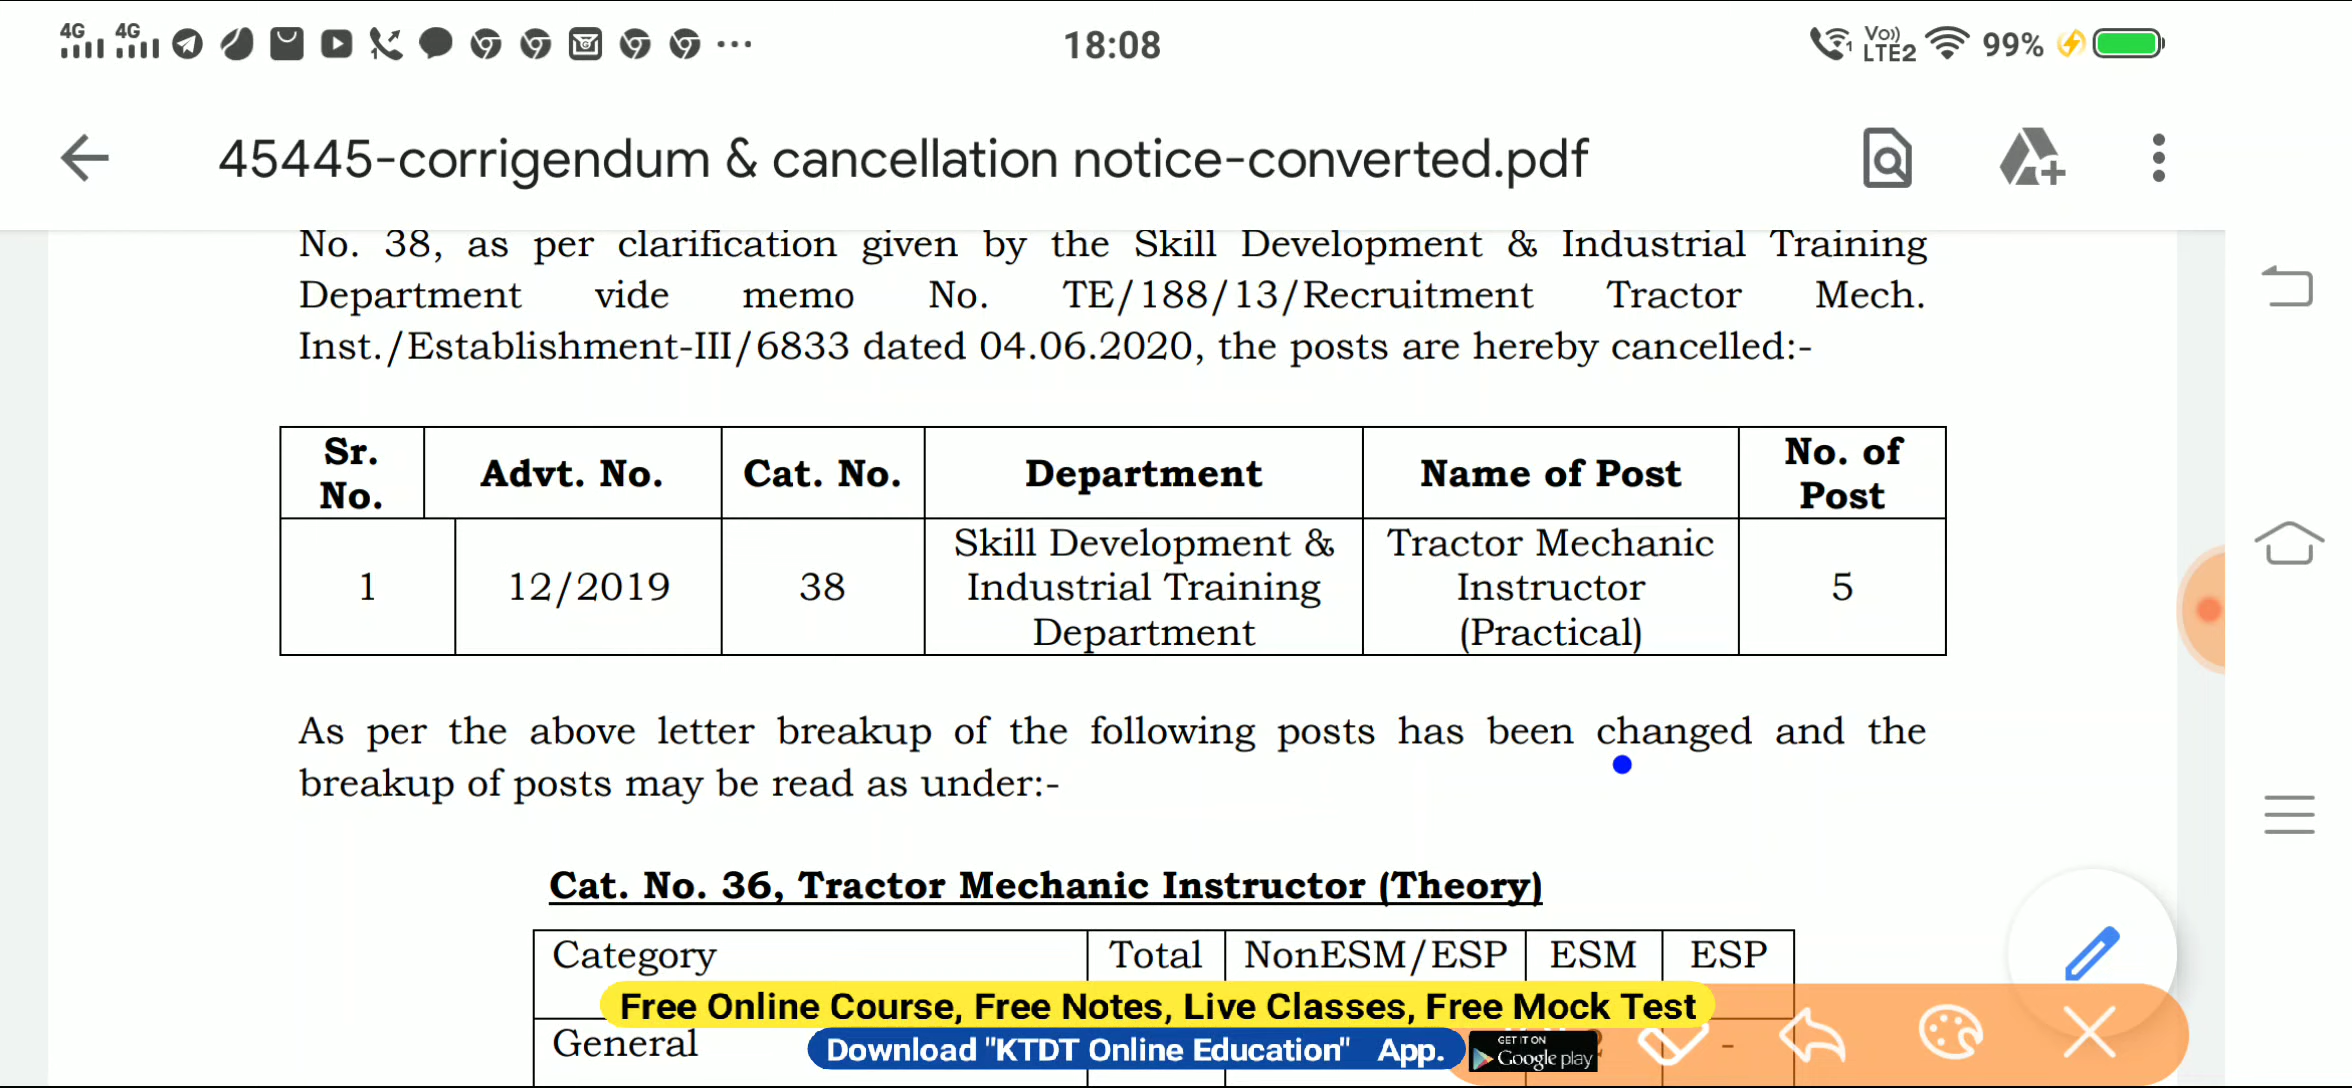 4G 4G 18:08 Vo)) LTE2 99%
45445-corrigendum & cancellation notice-converted.pdf
No. 38, as per clarification given by the Skill Development & Industrial Training
Department vide memo No. TE/188/13/Recruitment Tractor Mech.
Inst./Establishment-III/6833 dated 04.06.2020, the posts are hereby cancelled:-
Sr. No. Advt. No. Cat. No. Department Name of Post No. of Post
1 12/2019 38 Skill Development & Industrial Training Department Tractor Mechanic Instructor (Practical) 5
As per the above letter breakup of the following posts has been changed and the
breakup of posts may be read as under:-
Cat. No. 36, Tractor Mechanic Instructor (Theory)
Category Total NonESM/ESP ESM ESP
Free Online Course, Free Notes, Live Classes, Free Mock Test
General -
Download "KTDT Online Education" App. GET IT ON Google play